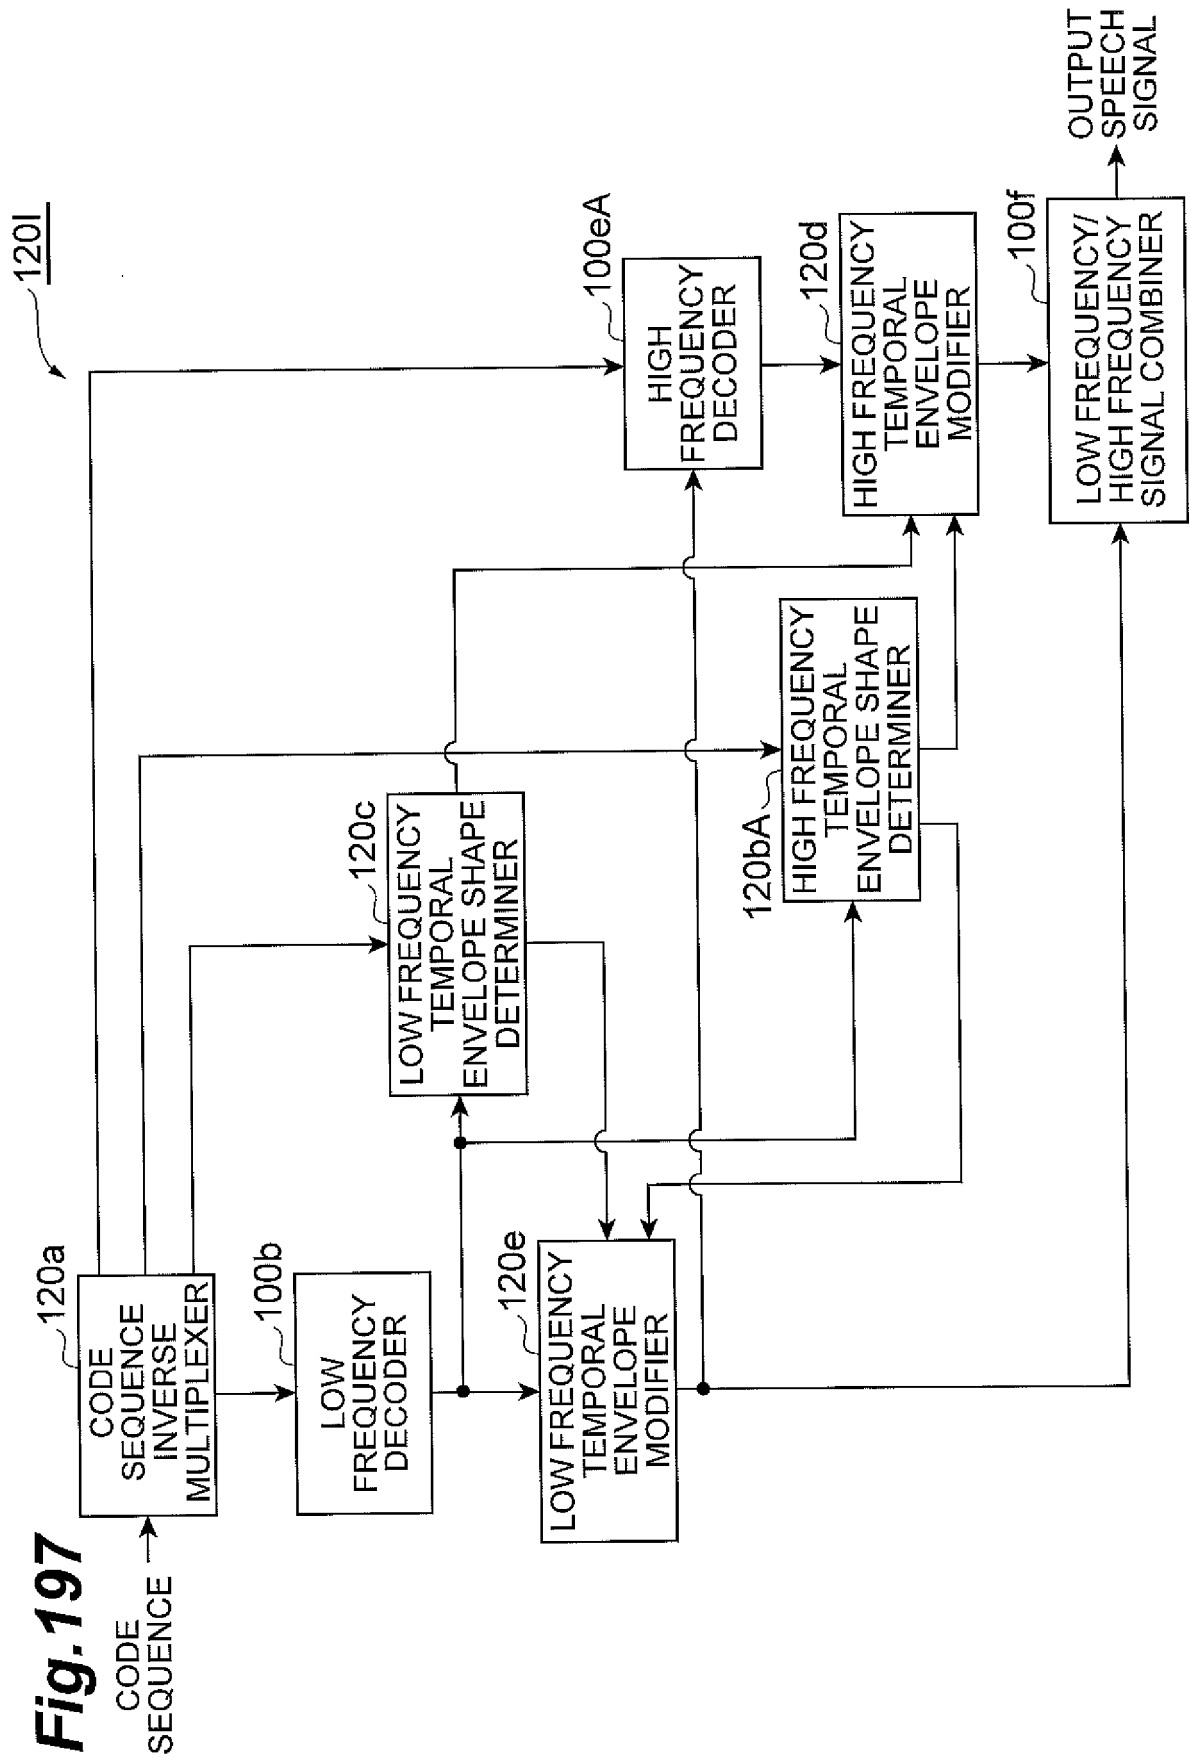 Fig.197
120I
CODE
SEQUENCE
120a
CODE
SEQUENCE
INVERSE
MULTIPLEXER
100b
LOW
FREQUENCY
DECODER
120e
LOW FREQUENCY
TEMPORAL
ENVELOPE
MODIFIER
120c
LOW FREQUENCY
TEMPORAL
ENVELOPE SHAPE
DETERMINER
120bA
HIGH FREQUENCY
TEMPORAL
ENVELOPE SHAPE
DETERMINER
100eA
HIGH
FREQUENCY
DECODER
120d
HIGH FREQUENCY
TEMPORAL
ENVELOPE
MODIFIER
100f
LOW FREQUENCY/
HIGH FREQUENCY
SIGNAL COMBINER
OUTPUT
SPEECH
SIGNAL